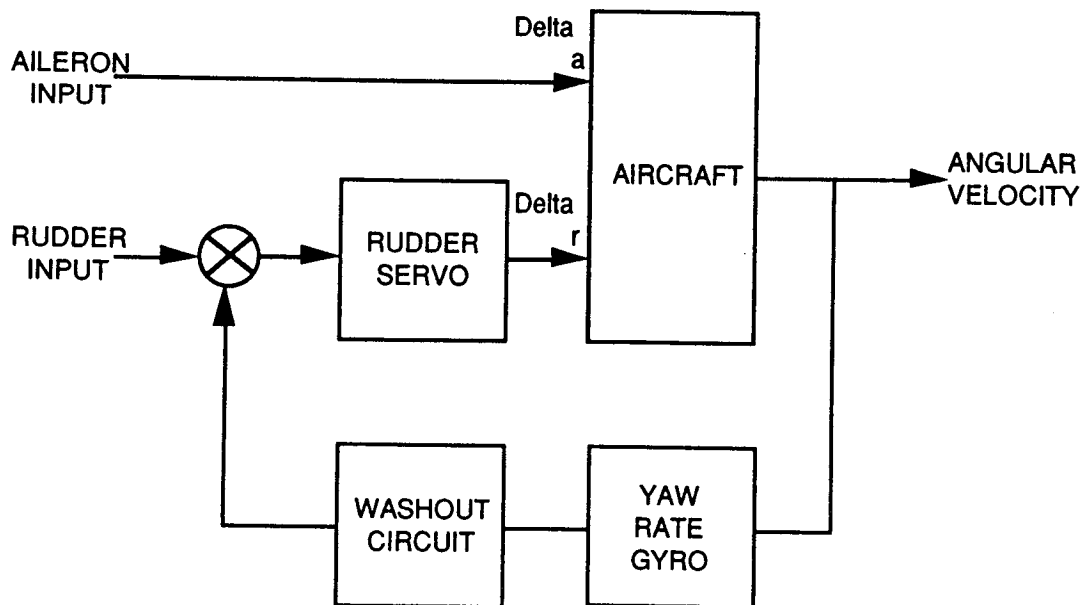 Delta
a
AILERON
INPUT
AIRCRAFT
ANGULAR
VELOCITY
Delta
r
RUDDER
INPUT
RUDDER
SERVO
WASHOUT
CIRCUIT
YAW
RATE
GYRO